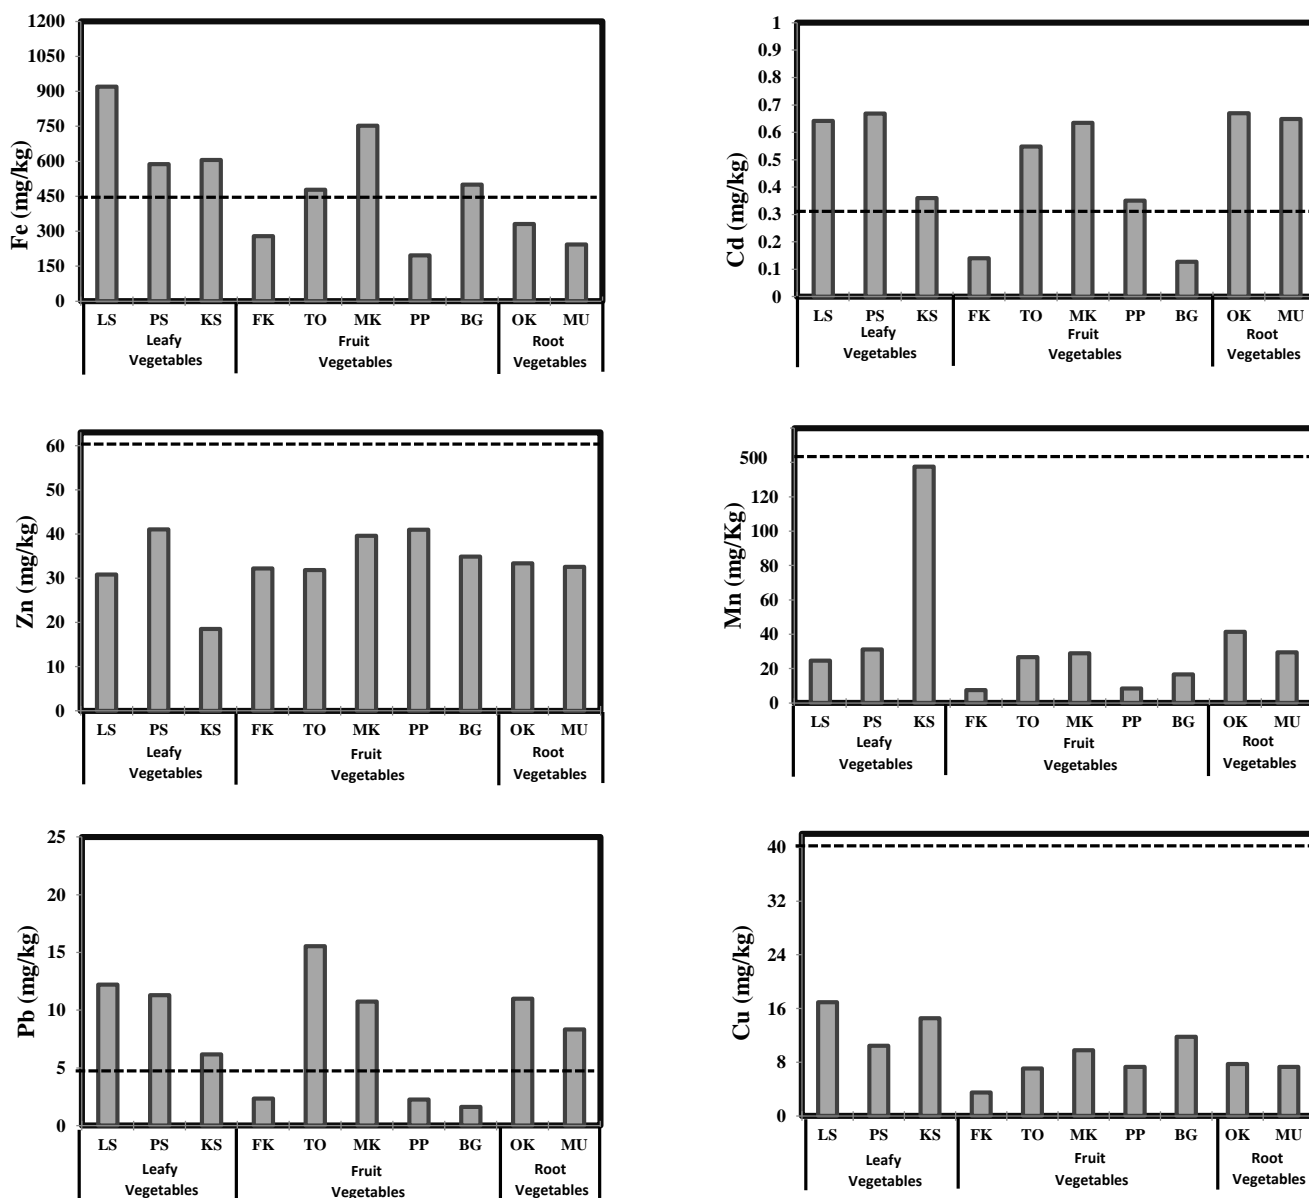 1200
1050
900
750
600
450
300
150
0
Fe (mg/kg)
LS PS KS FK TO MK PP BG OK MU
Leafy Fruit Root
Vegetables Vegetables Vegetables
1
0.9
0.8
0.7
0.6
0.5
0.4
0.3
0.2
0.1
0
Cd (mg/kg)
LS PS KS FK TO MK PP BG OK MU
Leafy Fruit Root
Vegetables Vegetables Vegetables
60
50
40
30
20
10
0
Zn (mg/kg)
LS PS KS FK TO MK PP BG OK MU
Leafy Fruit Root
Vegetables Vegetables Vegetables
500
120
100
80
60
40
20
0
Mn (mg/Kg)
LS PS KS FK TO MK PP BG OK MU
Leafy Fruit Root
Vegetables Vegetables Vegetables
25
20
15
10
5
0
Pb (mg/kg)
LS PS KS FK TO MK PP BG OK MU
Leafy Fruit Root
Vegetables Vegetables Vegetables
40
32
24
16
8
0
Cu (mg/kg)
LS PS KS FK TO MK PP BG OK MU
Leafy Fruit Root
Vegetables Vegetables Vegetables